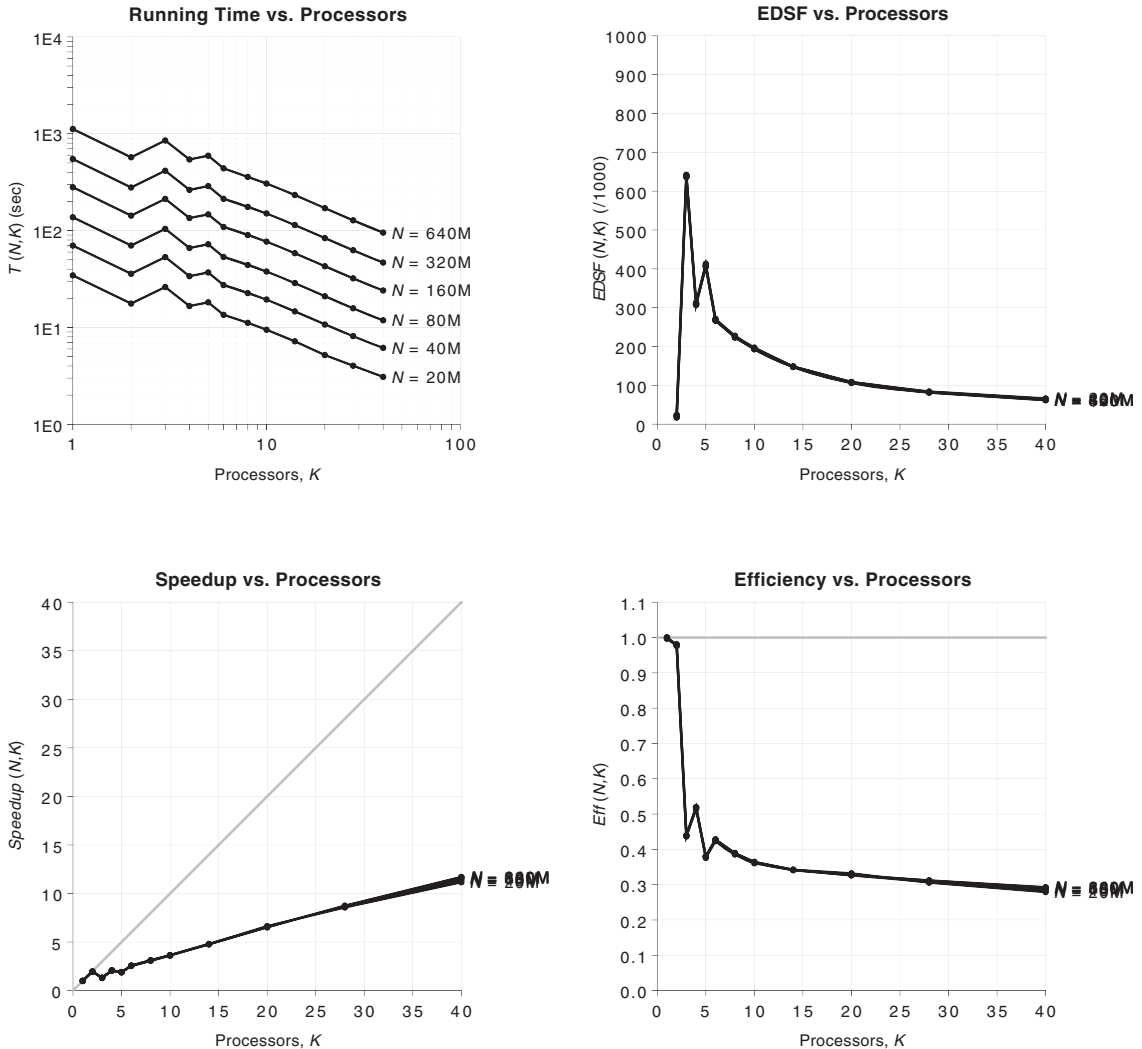 Running Time vs. Processors
1E4
1E3
1E2
1E1
1E0
T (N,K) (sec)
N = 640M
N = 320M
N = 160M
N = 80M
N = 40M
N = 20M
1 10 100
Processors, K
EDSF vs. Processors
1000
900
800
700
600
500
400
300
200
100
0
EDSF (N,K) (/1000)
0 5 10 15 20 25 30 35 40
Processors, K
Speedup vs. Processors
40
35
30
25
20
15
10
5
0
Speedup (N,K)
N = 20M
0 5 10 15 20 25 30 35 40
Processors, K
Efficiency vs. Processors
1.1
1.0
0.9
0.8
0.7
0.6
0.5
0.4
0.3
0.2
0.1
0.0
Eff (N,K)
N = 20M
0 5 10 15 20 25 30 35 40
Processors, K